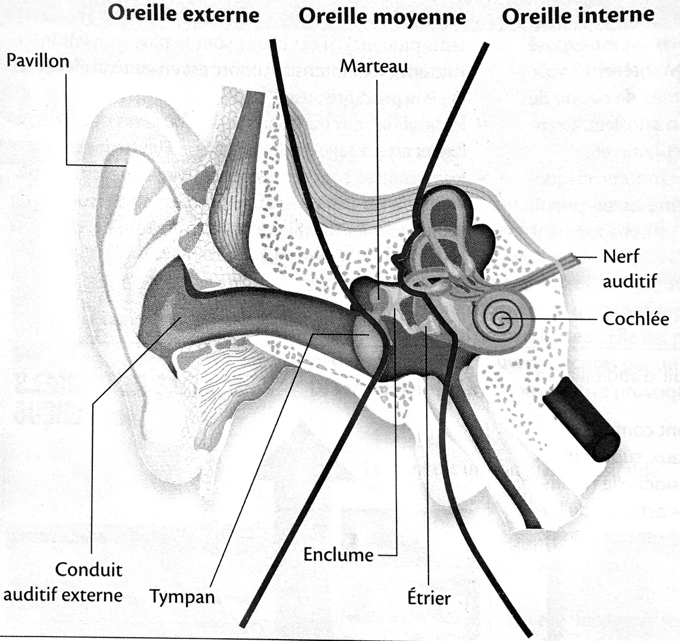 Oreille externe
Oreille moyenne
Oreille interne
Pavillon
Marteau
Nerf
auditif
Cochlée
Conduit
auditif externe
Tympan
Enclume
Étrier